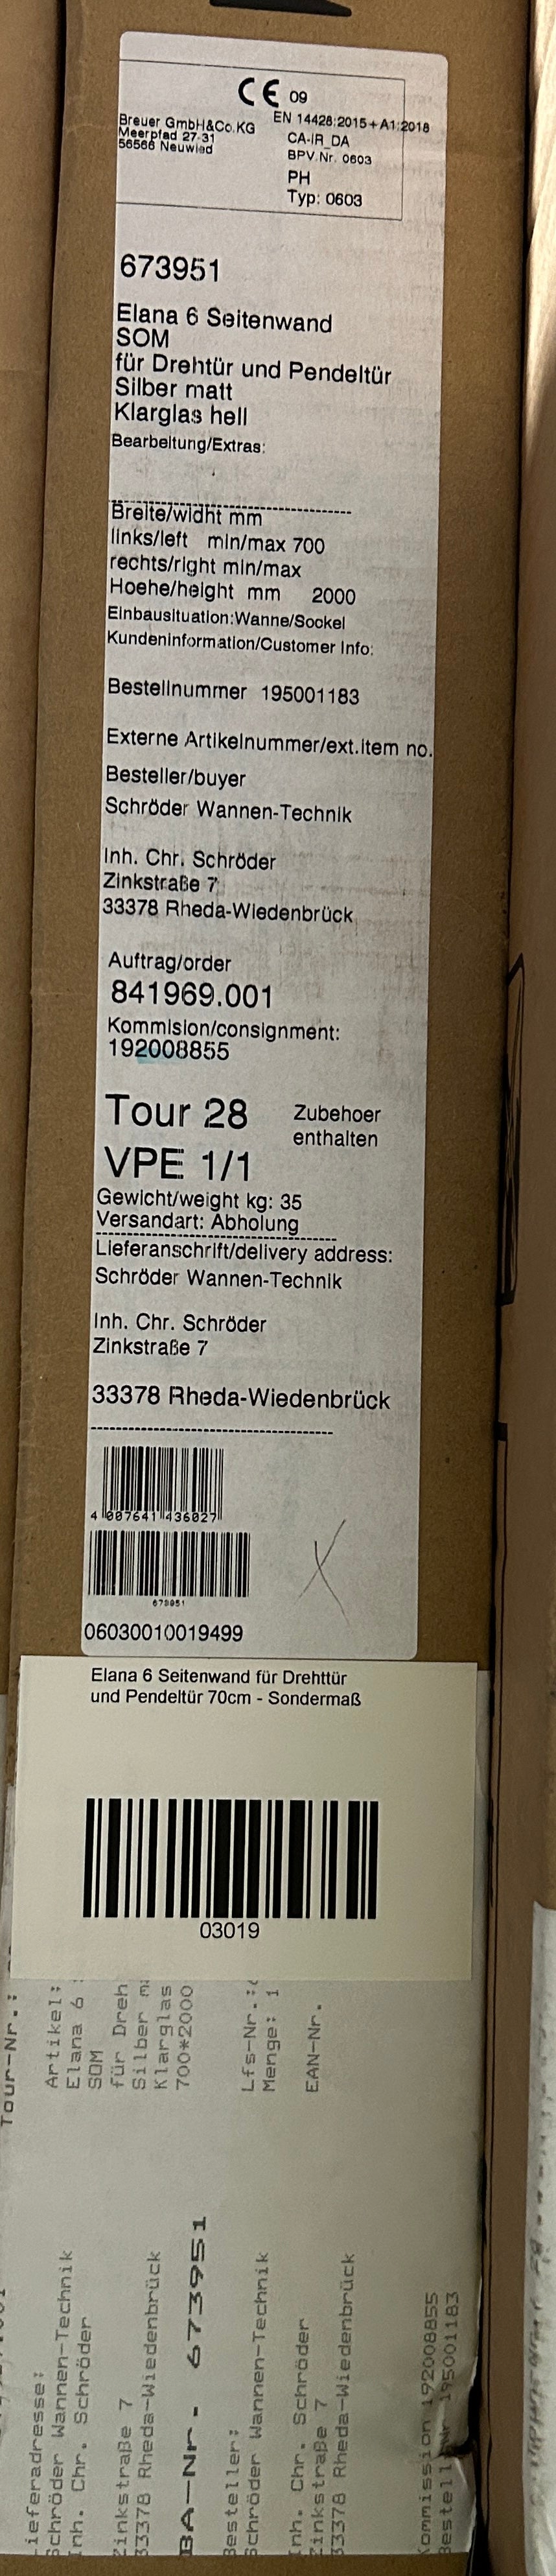 CE 09
EN 14428:2015+A1:2018
Breuer GmbH&Co.KG
Meerpfad 27-31
56566 Neuwied
CA-IR_DA
BPV.Nr. 0603
PH
Typ: 0603
673951
Elana 6 Seitenwand
SOM
für Drehtür und Pendeltür
Silber matt
Klarglas hell
Bearbeitung/Extras:
Breite/widht mm
links/left min/max 700
rechts/right min/max
Hoehe/height mm 2000
Einbausituation:Wanne/Sockel
Kundeninformation/Customer Info:
Bestellnummer 195001183
Externe Artikelnummer/ext.item no.
Besteller/buyer
Schröder Wannen-Technik
Inh. Chr. Schröder
Zinkstraße 7
33378 Rheda-Wiedenbrück
Auftrag/order
841969.001
Kommision/consignment:
192008855
Tour 28
Zubehoer
enthalten
VPE 1/1
Gewicht/weight kg: 35
Versandart: Abholung
Lieferanschrift/delivery address:
Schröder Wannen-Technik
Inh. Chr. Schröder
Zinkstraße 7
33378 Rheda-Wiedenbrück
4 007641 436027
673951
06030010019499
Elana 6 Seitenwand für Drehttür
und Pendeltür 70cm - Sondermaß
03019
Tour-Nr.:
Artikel:
Elana 6
SOM
für Dreh
Silber ma
Klarglas
700*2000
Lfs-Nr.:
Menge: 1
EAN-Nr.
ieferadresse:
Schröder Wannen-Technik
Inh. Chr. Schröder
Zinkstraße 7
33378 Rheda-Wiedenbrück
BA-Nr. 673951
Besteller:
Schröder Wannen-Technik
Inh. Chr. Schröder
Zinkstraße 7
33378 Rheda-Wiedenbrück
Kommission 192008855
Bestell 195001183